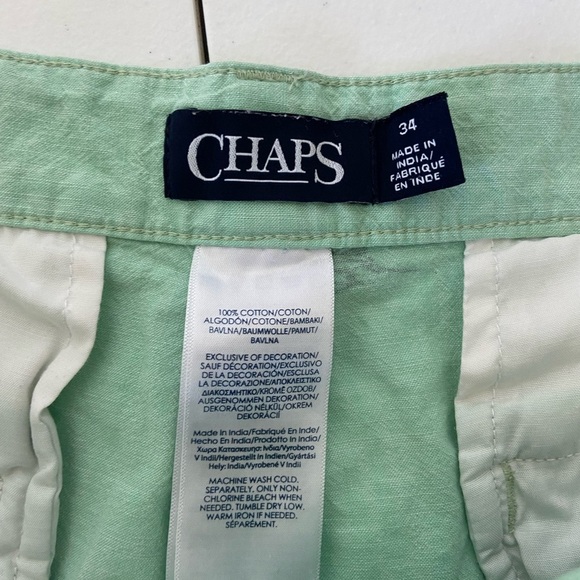 CHAPS
34
MADE IN
INDIA/
FABRIQUÉ
EN INDE
100% COTTON/COTON/
ALGODÓN/COTONE/BAMBAKI/
BAVLNA/BAUMWOLLE/PAMUT/
BAVLNA
EXCLUSIVE OF DECORATION/
SAUF DÉCORATION/EXCLUSIVO
DE LA DECORACIÓN/ESCLUSA
LA DECORAZIONE/ΑΠΟΚΛΕΙΣΤΙΚΟ
ΔΙΑΚΟΣΜΗΤΙΚΟ/KROMĚ OZDOB/
AUSGENOMMEN DEKORATION/
DEKORÁCIÓ NÉLKÜL/OKREM
DEKORÁCIÍ
Made In India/Fabriqué En Inde/
Hecho En India/Prodotto In India/
Χωρα Κατασκευης: Ινδια/Vyrobeno
V Indii/Hergestellt In Indien/Gyártási
Hely: India/Vyrobené V Indii
MACHINE WASH COLD,
SEPARATELY, ONLY NON-
CHLORINE BLEACH WHEN
NEEDED. TUMBLE DRY LOW.
WARM IRON IF NEEDED.
SÉPARÉMENT.